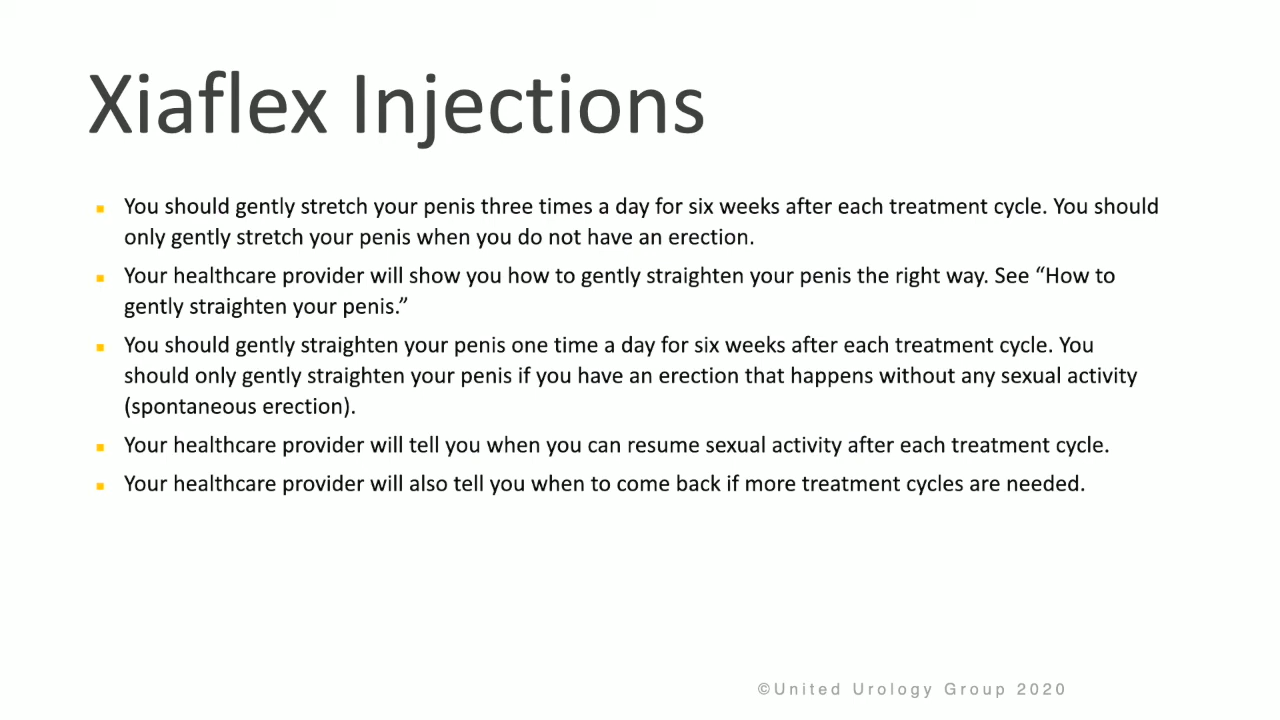 Xiaflex Injections
You should gently stretch your penis three times a day for six weeks after each treatment cycle. You should
only gently stretch your penis when you do not have an erection.
Your healthcare provider will show you how to gently straighten your penis the right way. See “How to
gently straighten your penis.”
You should gently straighten your penis one time a day for six weeks after each treatment cycle. You
should only gently straighten your penis if you have an erection that happens without any sexual activity
(spontaneous erection).
Your healthcare provider will tell you when you can resume sexual activity after each treatment cycle.
Your healthcare provider will also tell you when to come back if more treatment cycles are needed.
©United Urology Group 2020